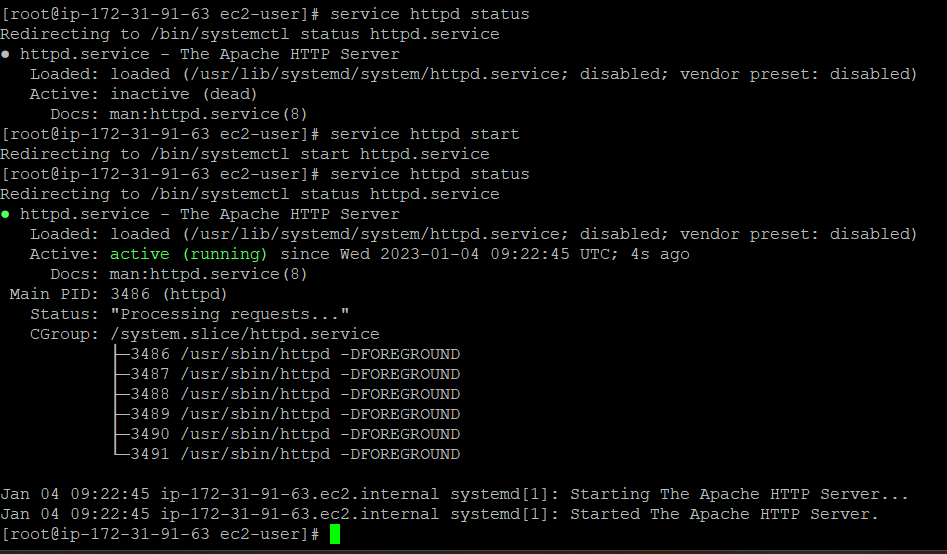 [root@ip-172-31-91-63 ec2-user]# service httpd status
Redirecting to /bin/systemctl status httpd.service
● httpd.service - The Apache HTTP Server
   Loaded: loaded (/usr/lib/systemd/system/httpd.service; disabled; vendor preset: disabled)
   Active: inactive (dead)
     Docs: man:httpd.service(8)
[root@ip-172-31-91-63 ec2-user]# service httpd start
Redirecting to /bin/systemctl start httpd.service
[root@ip-172-31-91-63 ec2-user]# service httpd status
Redirecting to /bin/systemctl status httpd.service
● httpd.service - The Apache HTTP Server
   Loaded: loaded (/usr/lib/systemd/system/httpd.service; disabled; vendor preset: disabled)
   Active: active (running) since Wed 2023-01-04 09:22:45 UTC; 4s ago
     Docs: man:httpd.service(8)
 Main PID: 3486 (httpd)
   Status: "Processing requests..."
   CGroup: /system.slice/httpd.service
           ├─3486 /usr/sbin/httpd -DFOREGROUND
           ├─3487 /usr/sbin/httpd -DFOREGROUND
           ├─3488 /usr/sbin/httpd -DFOREGROUND
           ├─3489 /usr/sbin/httpd -DFOREGROUND
           ├─3490 /usr/sbin/httpd -DFOREGROUND
           └─3491 /usr/sbin/httpd -DFOREGROUND

Jan 04 09:22:45 ip-172-31-91-63.ec2.internal systemd[1]: Starting The Apache HTTP Server...
Jan 04 09:22:45 ip-172-31-91-63.ec2.internal systemd[1]: Started The Apache HTTP Server.
[root@ip-172-31-91-63 ec2-user]#